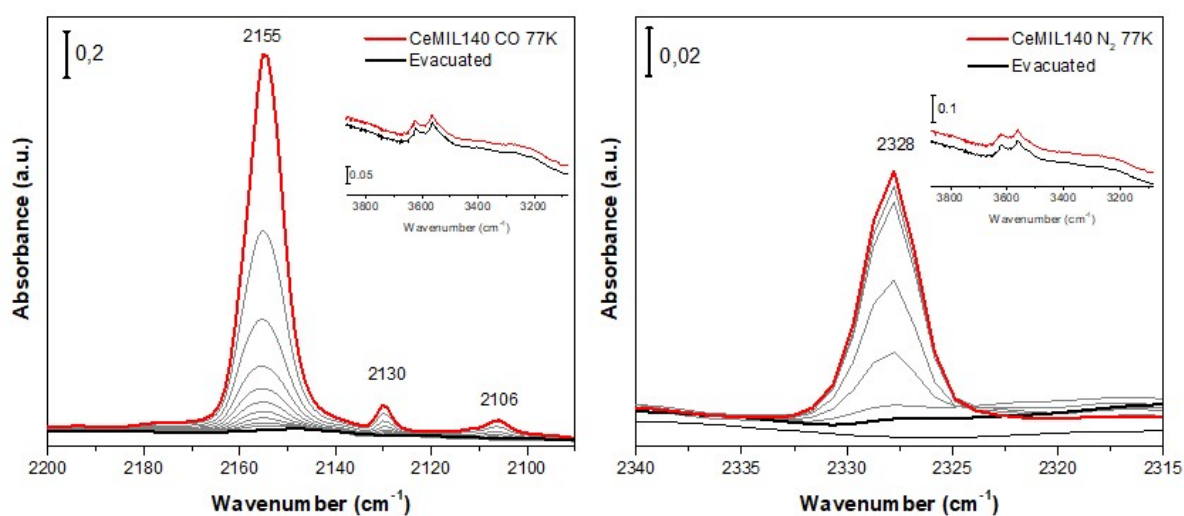 0,2
2155
CeMIL140 CO 77K
Evacuated
0.05
3800 3600 3400 3200
Wavenumber (cm⁻¹)
2130
2106
Absorbance (a.u.)
2200 2180 2160 2140 2120 2100
Wavenumber (cm⁻¹)
0,02
CeMIL140 N₂ 77K
Evacuated
0.1
2328
3800 3600 3400 3200
Wavenumber (cm⁻¹)
Absorbance (a.u.)
2340 2335 2330 2325 2320 2315
Wavenumber (cm⁻¹)